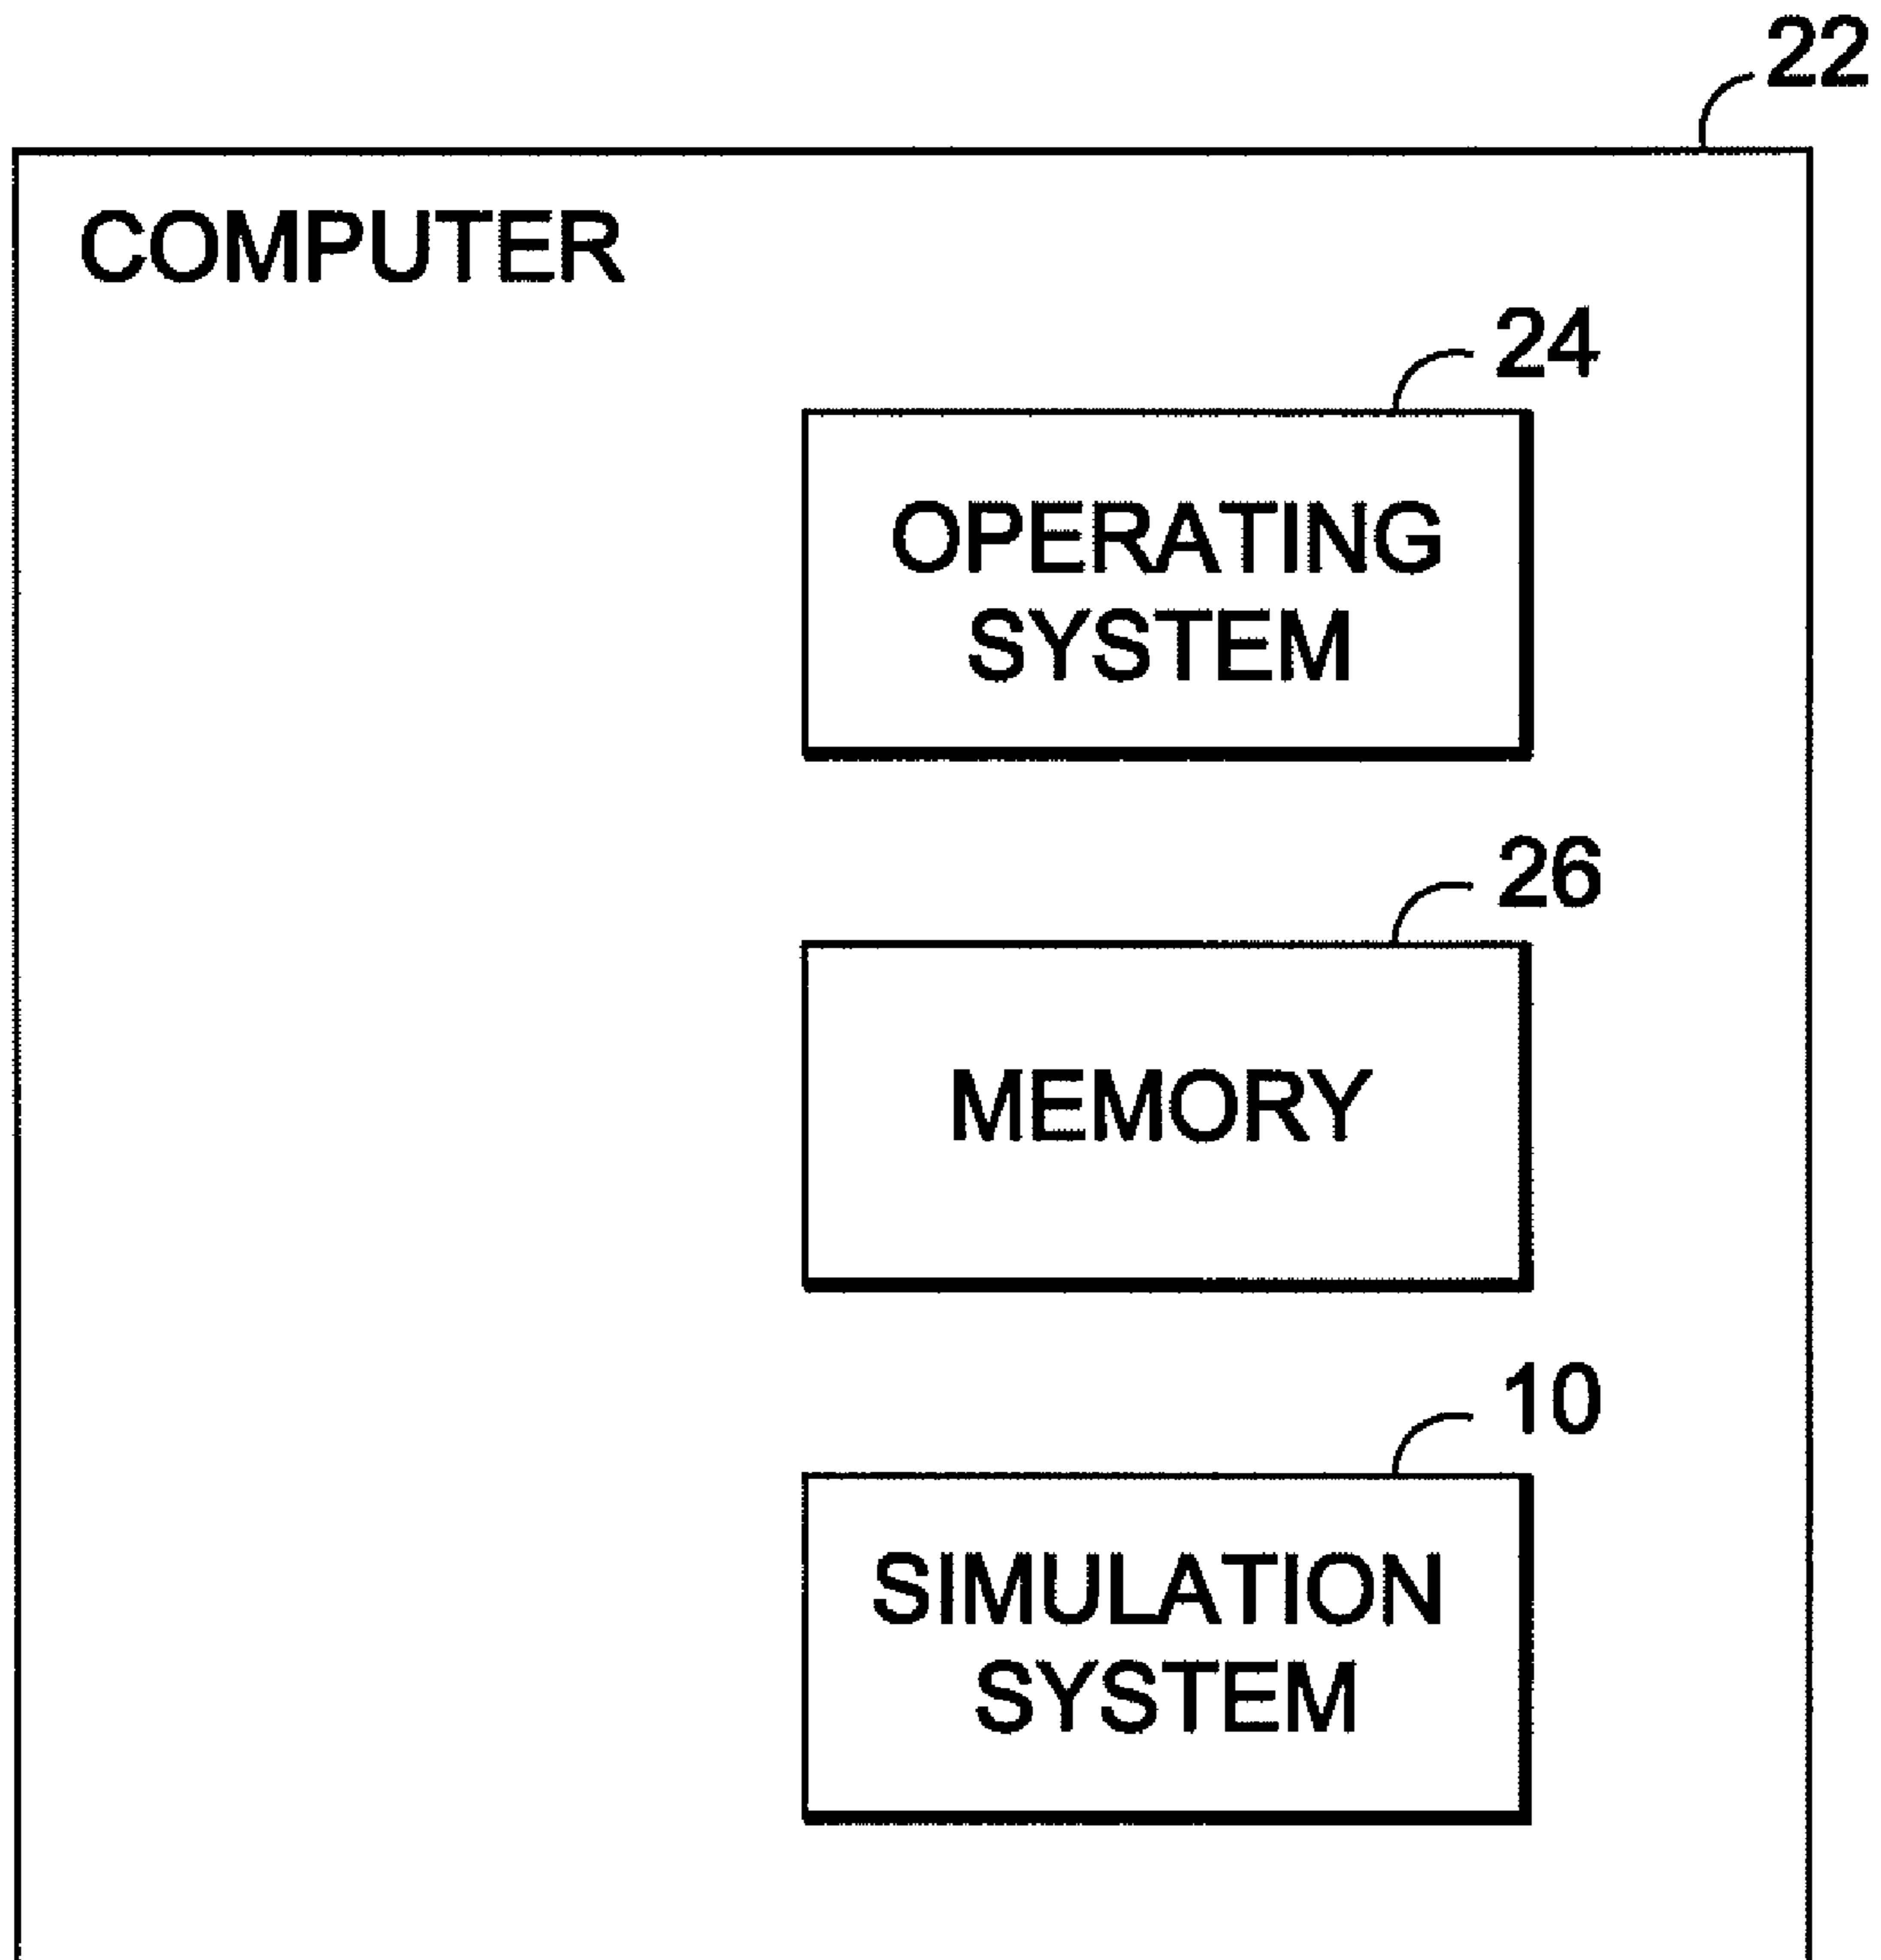 22
COMPUTER
24
OPERATING
SYSTEM
26
MEMORY
10
SIMULATION
SYSTEM